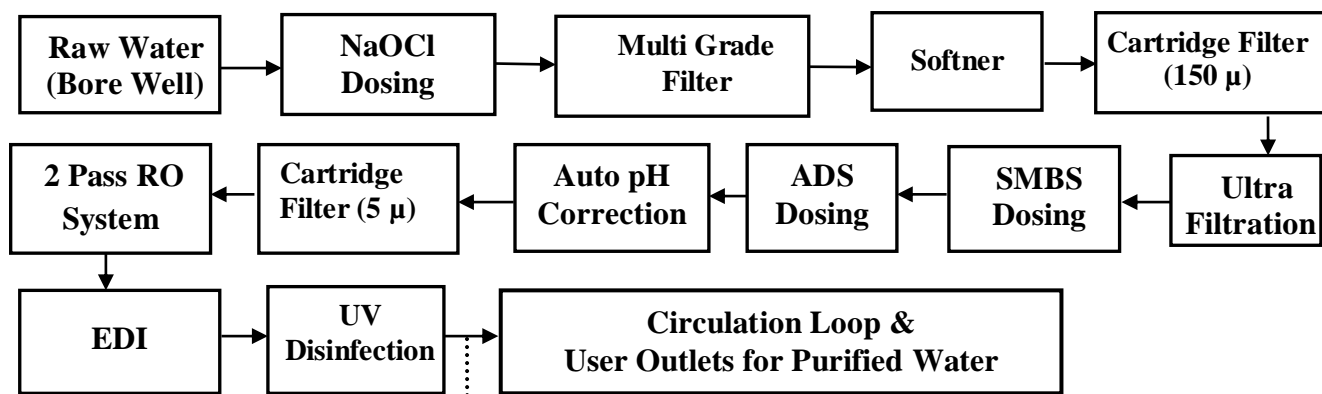 Raw Water
(Bore Well)
NaOCl
Dosing
Multi Grade
Filter
Softner
Cartridge Filter
(150 µ)
2 Pass RO
System
Cartridge
Filter (5 µ)
Auto pH
Correction
ADS
Dosing
SMBS
Dosing
Ultra
Filtration
EDI
UV
Disinfection
Circulation Loop &
User Outlets for Purified Water